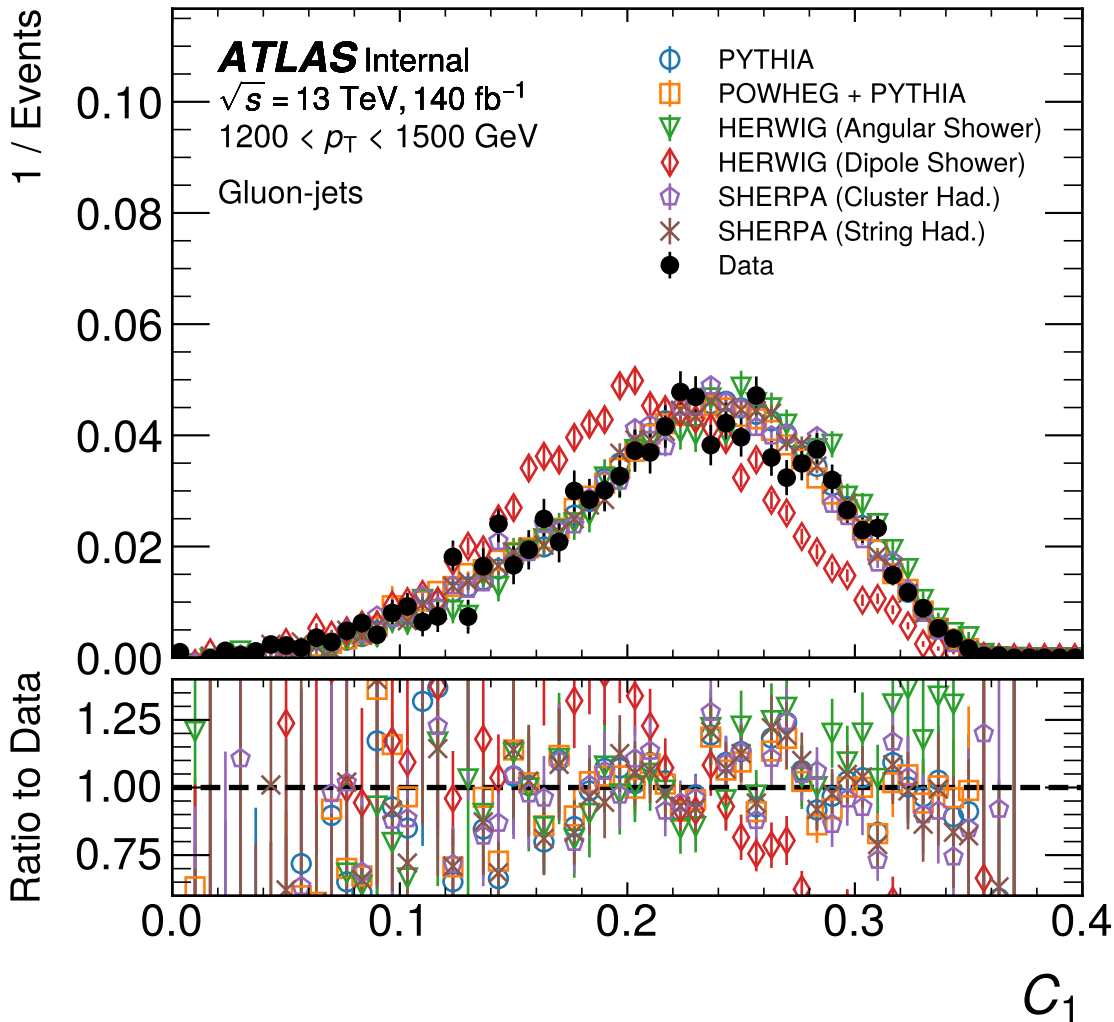 1 / Events
ATLAS Internal
√s = 13 TeV, 140 fb⁻¹
1200 < pT < 1500 GeV
Gluon-jets
PYTHIA
POWHEG + PYTHIA
HERWIG (Angular Shower)
HERWIG (Dipole Shower)
SHERPA (Cluster Had.)
SHERPA (String Had.)
Data
0.10
0.08
0.06
0.04
0.02
0.00
Ratio to Data
1.25
1.00
0.75
0.0 0.1 0.2 0.3 0.4
C₁